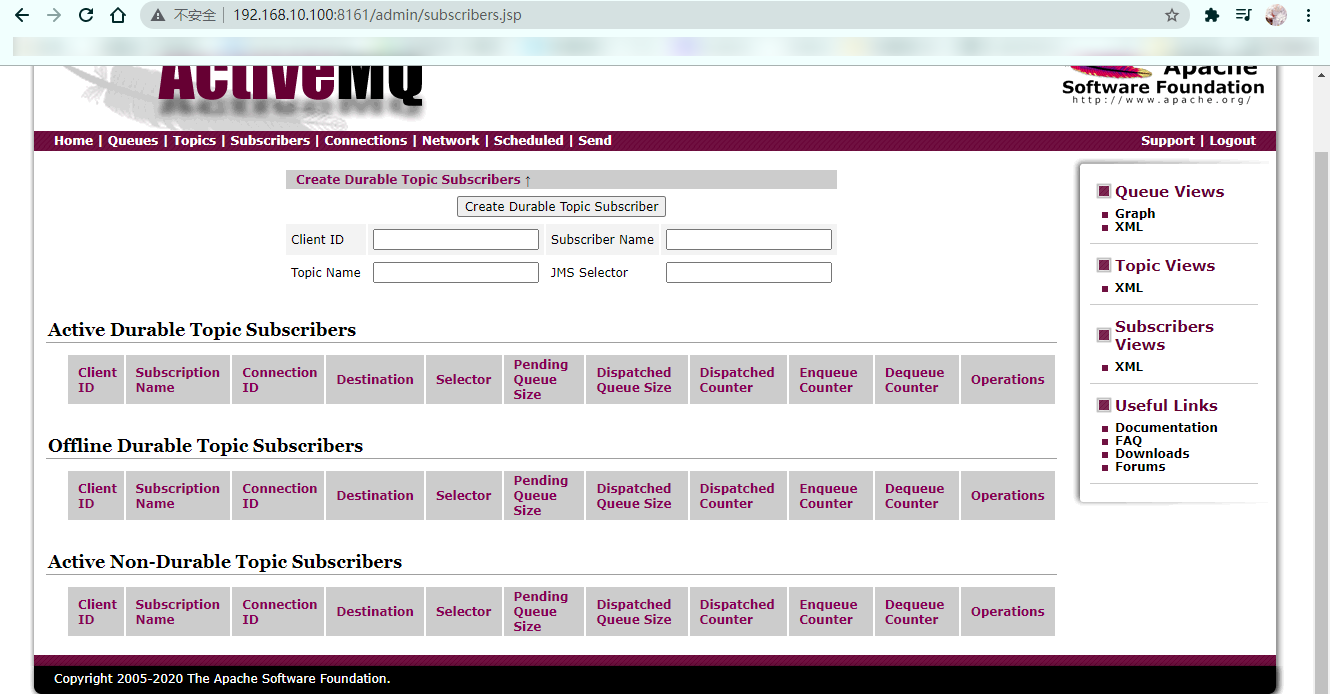 不安全 | 192.168.10.100:8161/admin/subscribers.jsp
ActiveMQ
Apache
Software Foundation
http://www.apache.org/
Home | Queues | Topics | Subscribers | Connections | Network | Scheduled | Send
Support | Logout
Create Durable Topic Subscribers ↑
Create Durable Topic Subscriber
Client ID Subscriber Name
Topic Name JMS Selector
Active Durable Topic Subscribers
Client ID Subscription Name Connection ID Destination Selector Pending Queue Size Dispatched Queue Size Dispatched Counter Enqueue Counter Dequeue Counter Operations
Offline Durable Topic Subscribers
Client ID Subscription Name Connection ID Destination Selector Pending Queue Size Dispatched Queue Size Dispatched Counter Enqueue Counter Dequeue Counter Operations
Active Non-Durable Topic Subscribers
Client ID Subscription Name Connection ID Destination Selector Pending Queue Size Dispatched Queue Size Dispatched Counter Enqueue Counter Dequeue Counter Operations
Queue Views
Graph
XML
Topic Views
XML
Subscribers
Views
XML
Useful Links
Documentation
FAQ
Downloads
Forums
Copyright 2005-2020 The Apache Software Foundation.